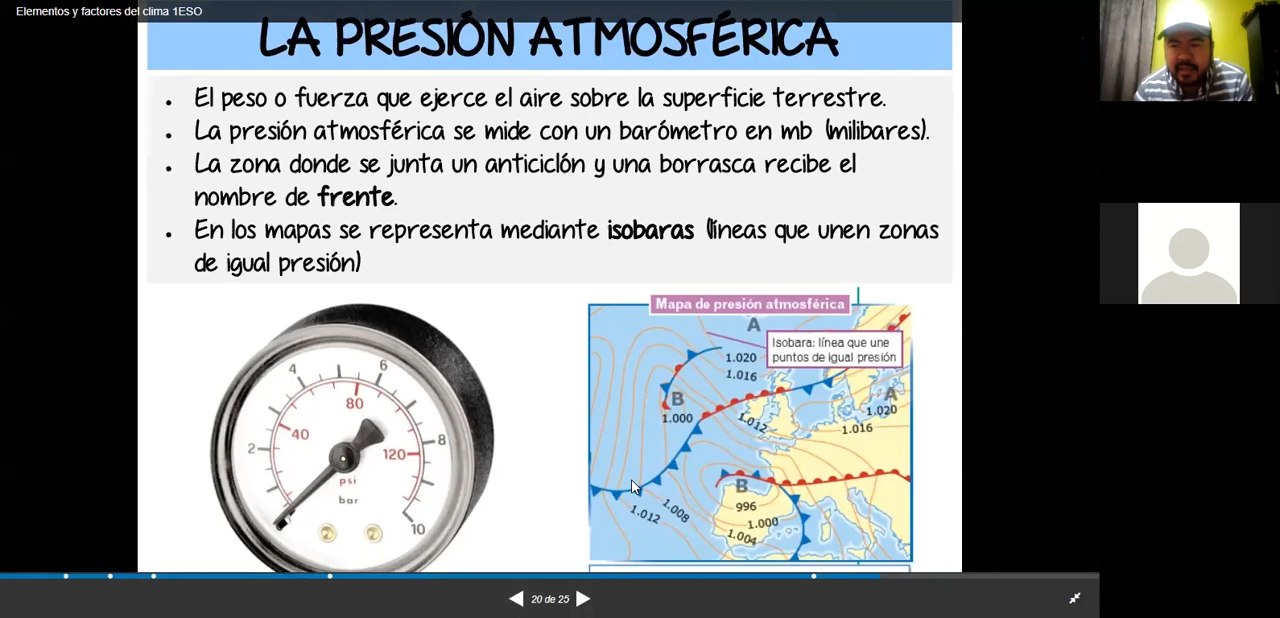 Elementos y factores del clima 1ESO
LA PRESIÓN ATMOSFÉRICA
• El peso o fuerza que ejerce el aire sobre la superficie terrestre.
• La presión atmosférica se mide con un barómetro en mb (milibares).
• La zona donde se junta un anticiclón y una borrasca recibe el
nombre de frente.
• En los mapas se representa mediante isobaras (líneas que unen zonas
de igual presión)
4
6
80
40
2
8
120
psi
bar
10
Mapa de presión atmosférica
A
Isobara: línea que une
puntos de igual presión
1.020
1.016
B
1.000
1.012
A
1.020
1.016
B
996
1.008
1.012
1.000
1.004
20 de 25